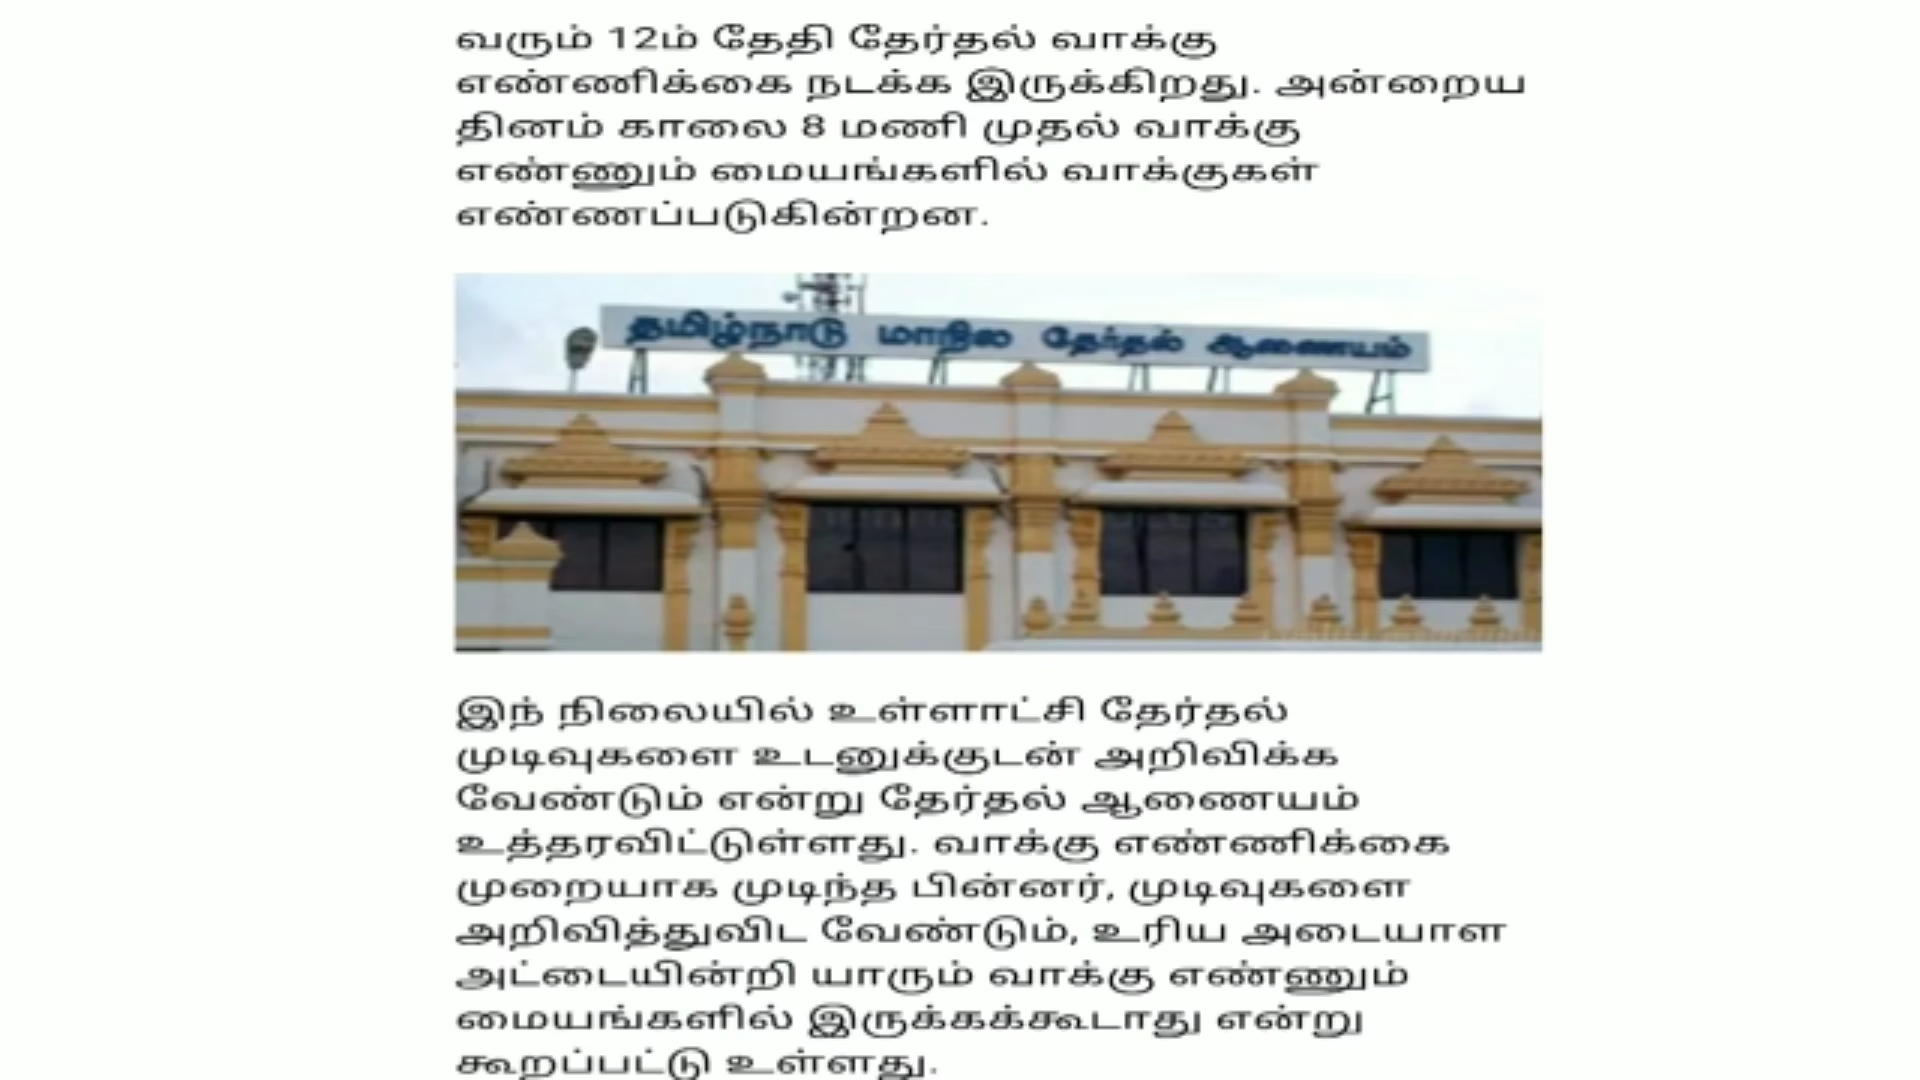 வரும் 12ம் தேதி தேர்தல் வாக்கு
எண்ணிக்கை நடக்க இருக்கிறது. அன்றைய
தினம் காலை 8 மணி முதல் வாக்கு
எண்ணும் மையங்களில் வாக்குகள்
எண்ணப்படுகின்றன.
தமிழ்நாடு மாநில தேர்தல் ஆணையம்
இந் நிலையில் உள்ளாட்சி தேர்தல்
முடிவுகளை உடனுக்குடன் அறிவிக்க
வேண்டும் என்று தேர்தல் ஆணையம்
உத்தரவிட்டுள்ளது. வாக்கு எண்ணிக்கை
முறையாக முடிந்த பின்னர், முடிவுகளை
அறிவித்துவிட வேண்டும், உரிய அடையாள
அட்டையின்றி யாரும் வாக்கு எண்ணும்
மையங்களில் இருக்கக்கூடாது என்று
கூறப்பட்டு உள்ளது.